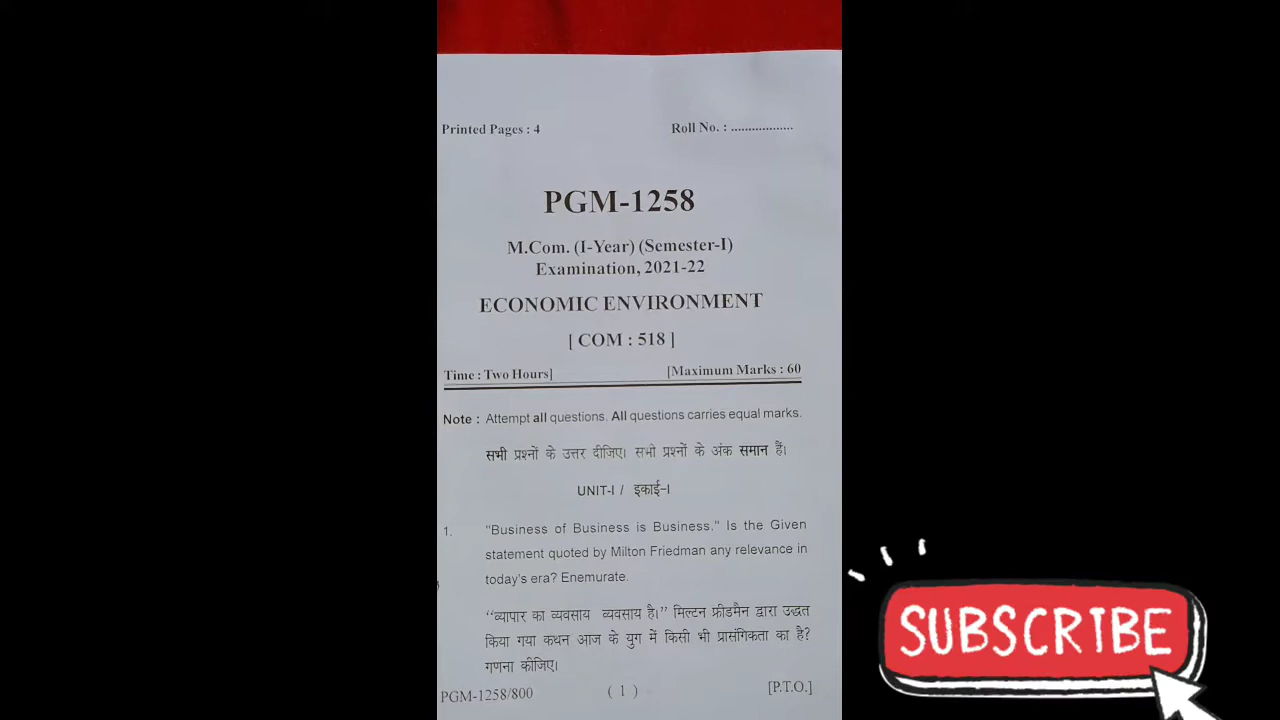 Printed Pages : 4
Roll No. : ..................
PGM-1258
M.Com. (I-Year) (Semester-I)
Examination, 2021-22
ECONOMIC ENVIRONMENT
[ COM : 518 ]
Time : Two Hours]
[Maximum Marks : 60
Note : Attempt all questions. All questions carries equal marks.
सभी प्रश्नों के उत्तर दीजिए। सभी प्रश्नों के अंक समान हैं।
UNIT-I / इकाई-I
1. "Business of Business is Business." Is the Given
statement quoted by Milton Friedman any relevance in
today's era? Enemurate.
“व्यापार का व्यवसाय व्यवसाय है।” मिल्टन फ्रीडमैन द्वारा उद्धत
किया गया कथन आज के युग में किसी भी प्रासंगिकता का है?
गणना कीजिए।
PGM-1258/800
( 1 )
[P.T.O.]
SUBSCRIBE